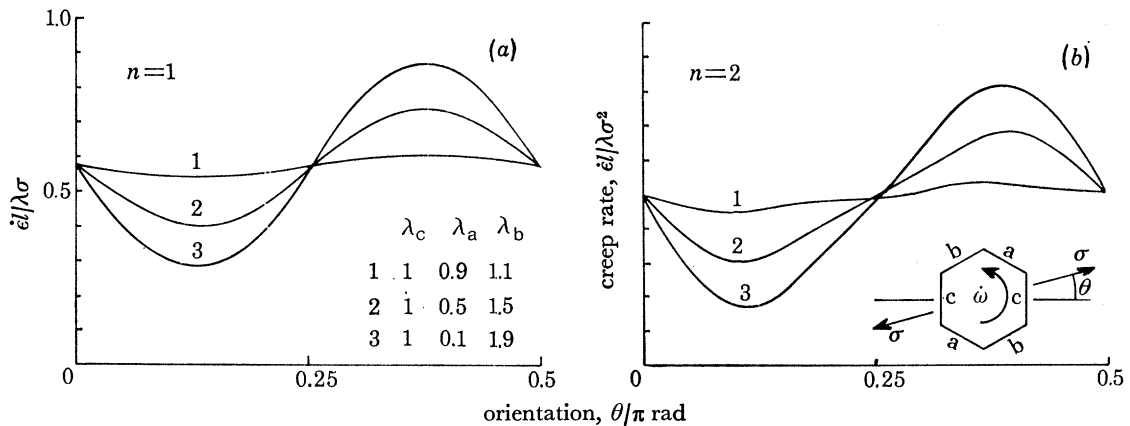 1.0
(a)
n=1
0.5
ε̇l/λσ
1
2
3
λc λa λb
1 1 0.9 1.1
2 1 0.5 1.5
3 1 0.1 1.9
0 0.25 0.5
(b)
n=2
creep rate, ε̇l/λσ²
1
2
3
b a
σ
c ω̇ c
θ
σ
a b
0 0.25 0.5
orientation, θ/π rad